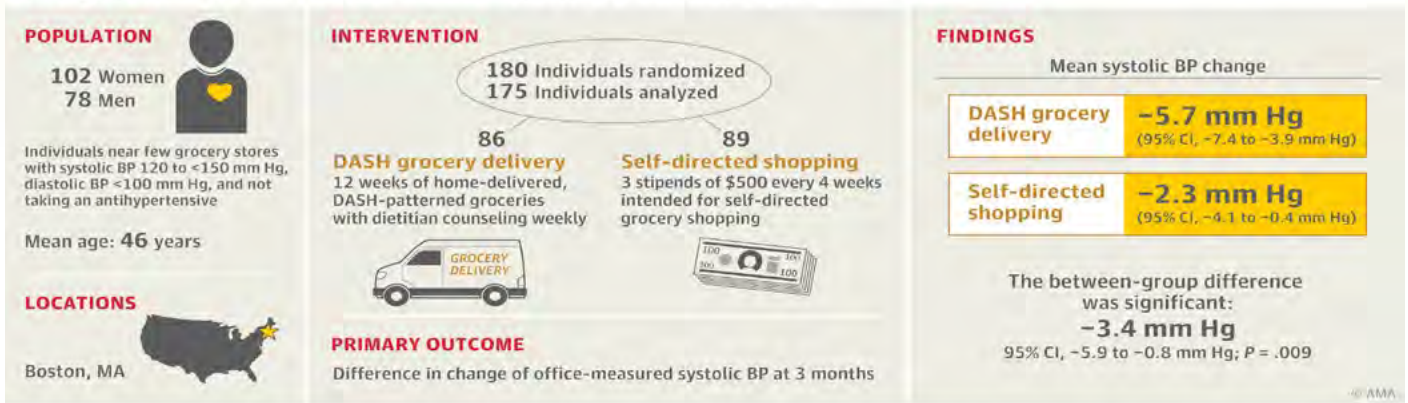 POPULATION
102 Women
78 Men
Individuals near few grocery stores
with systolic BP 120 to <150 mm Hg,
diastolic BP <100 mm Hg, and not
taking an antihypertensive
Mean age: 46 years
LOCATIONS
Boston, MA
INTERVENTION
180 Individuals randomized
175 Individuals analyzed
86
DASH grocery delivery
12 weeks of home-delivered,
DASH-patterned groceries
with dietitian counseling weekly
GROCERY
DELIVERY
89
Self-directed shopping
3 stipends of $500 every 4 weeks
intended for self-directed
grocery shopping
100
100
100
100
PRIMARY OUTCOME
Difference in change of office-measured systolic BP at 3 months
FINDINGS
Mean systolic BP change
DASH grocery
delivery
−5.7 mm Hg
(95% CI, −7.4 to −3.9 mm Hg)
Self-directed
shopping
−2.3 mm Hg
(95% CI, −4.1 to −0.4 mm Hg)
The between-group difference
was significant:
−3.4 mm Hg
95% CI, −5.9 to −0.8 mm Hg; P = .009
© AMA